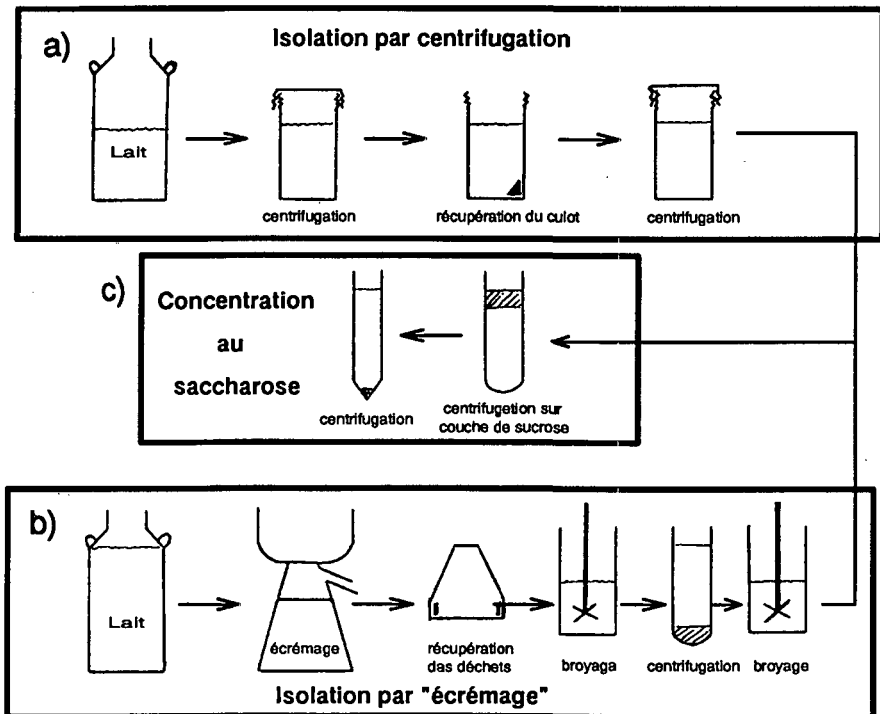 a)
Isolation par centrifugation
Lait
centrifugation
récupération du culot
centrifugation
c)
Concentration
au
saccharose
centrifugation
centrifugetion sur
couche de sucrose
b)
Lait
écrémage
récupération
das déchets
broyaga
centrifugation
broyage
Isolation par "écrémage"